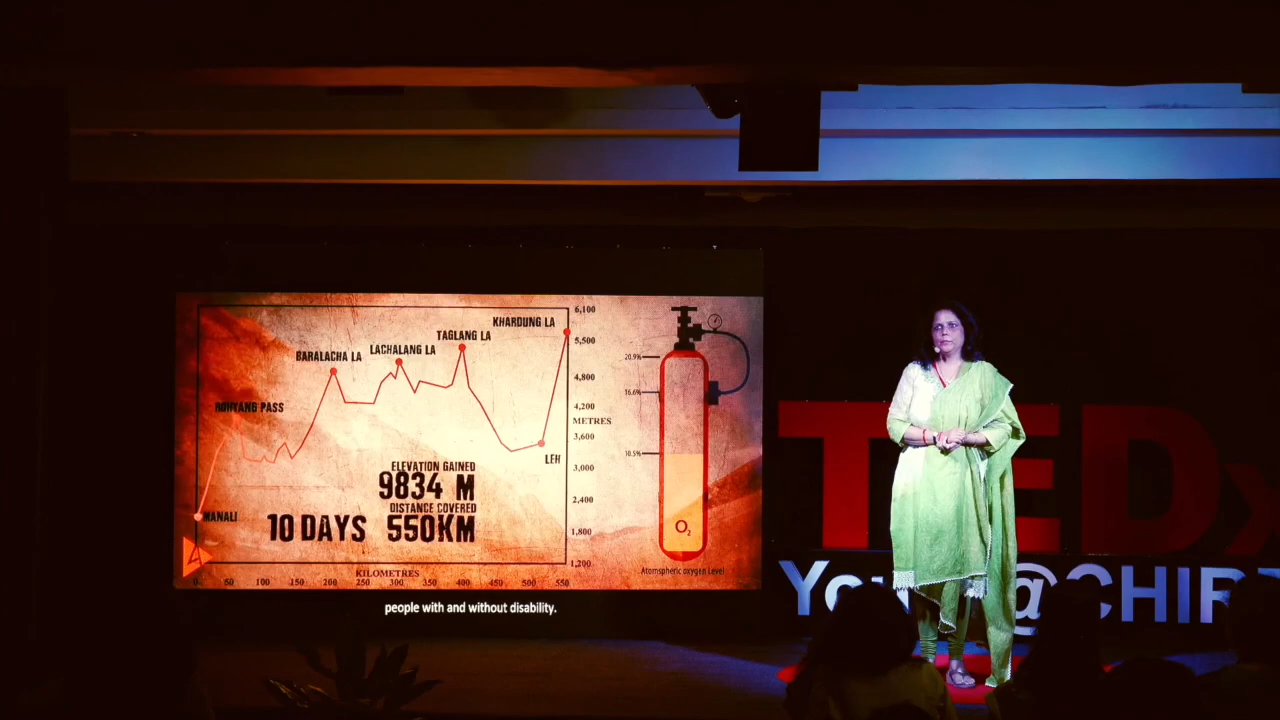 6,100
KHARDUNG LA
5,500
TAGLANG LA
LACHALANG LA
BARALACHA LA
20.9%
4,800
16.6%
ROHTANG PASS
4,200
METRES
3,600
10.5%
LEH
ELEVATION GAINED
3,000
9834 M
2,400
DISTANCE COVERED
MANALI
10 DAYS 550KM
1,800
O2
1,200
KILOMETRES
Atomspheric oxygen Level
0 50 100 150 200 250 300 350 400 450 500 550
people with and without disability.
TEDx
@CHIR